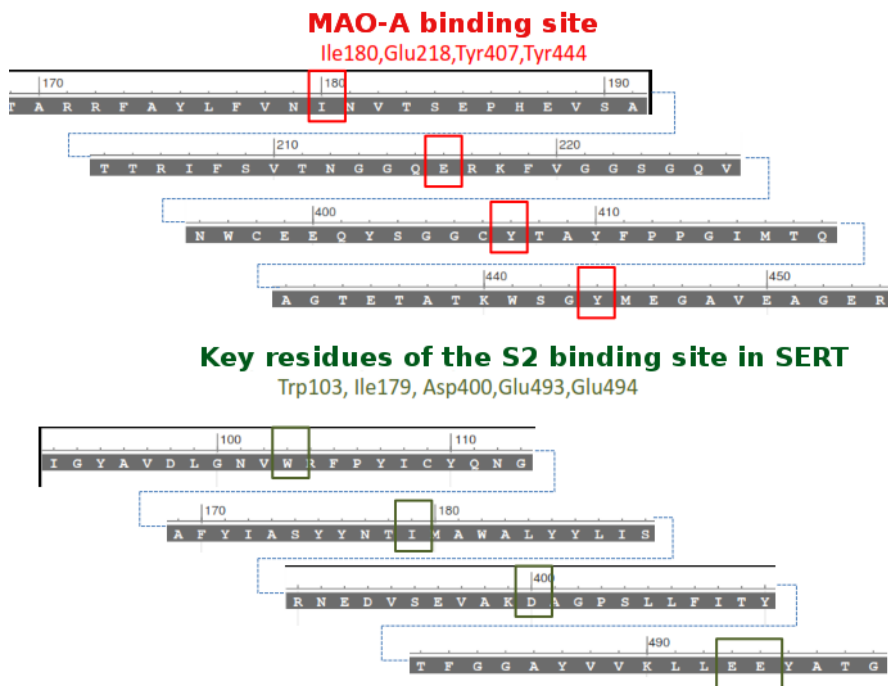 MAO-A binding site
Ile180,Glu218,Tyr407,Tyr444
170 180 190
T A R R F A Y L F V N I N V T S E P H E V S A
210 220
T T R I F S V T N G G Q E R K F V G G S G Q V
400 410
N W C E E Q Y S G G C Y T A Y F P P G I M T Q
440 450
A G T E T A T K W S G Y M E G A V E A G E R
Key residues of the S2 binding site in SERT
Trp103, Ile179, Asp400,Glu493,Glu494
100 110
I G Y A V D L G N V W R F P Y I C Y Q N G
170 180
A F Y I A S Y Y N T I M A W A L Y Y L I S
400
R N E D V S E V A K D A G P S L L F I T Y
490
T F G G A Y V V K L L E E Y A T G